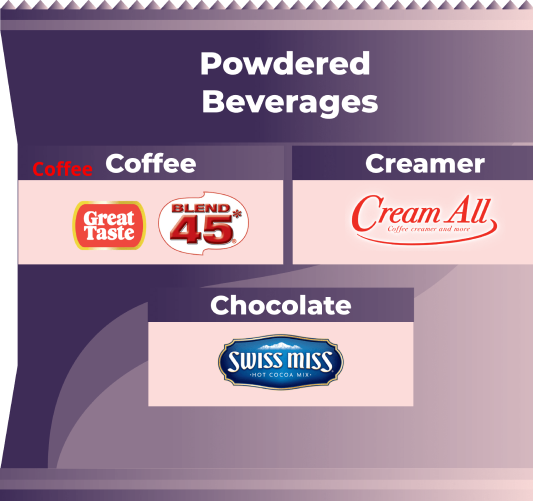 Powdered
Beverages
Coffee Coffee
Creamer
Great
Taste
BLEND
45*
Cream All
Coffee creamer and more
Chocolate
SWISS MISS
·HOT COCOA MIX·